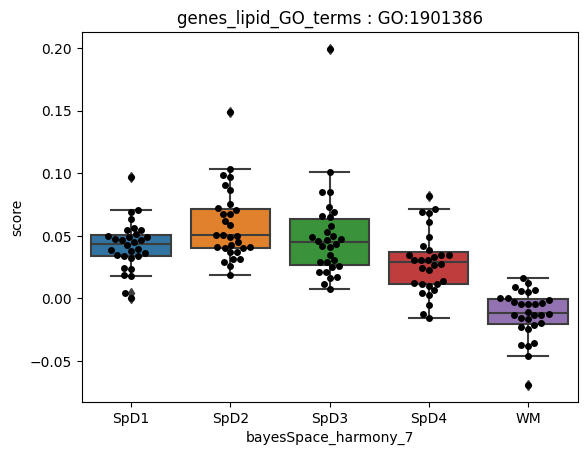 genes_lipid_GO_terms : GO:1901386
0.20
0.15
0.10
0.05
0.00
−0.05
score
SpD1 SpD2 SpD3 SpD4 WM
bayesSpace_harmony_7